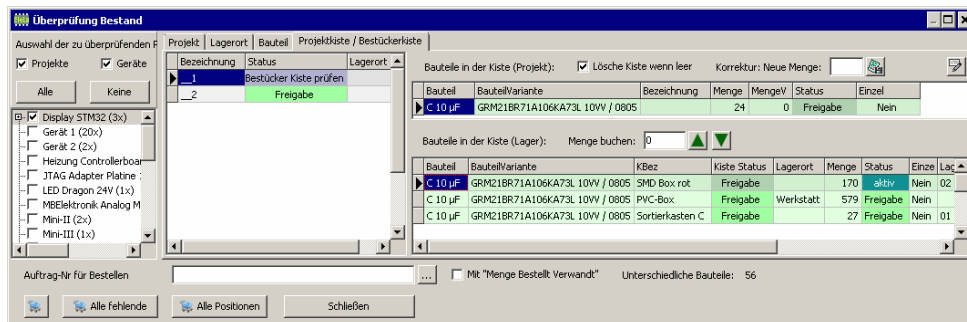 Überprüfung Bestand
Auswahl der zu überprüfenden P
Projekte Geräte
Alle Keine
Display STM32 (3x)
Gerät 1 (20x)
Gerät 2 (2x)
Heizung Controllerboar
JTAG Adapter Platine
LED Dragon 24V (1x)
MBElektronik Analog M
Mini-II (2x)
Mini-III (1x)
Projekt Lagerort Bauteil Projektkiste / Bestückerkiste
Bezeichnung Status Lagerort
__1 Bestücker Kiste prüfen
__2 Freigabe
Bauteile in der Kiste (Projekt): Lösche Kiste wenn leer Korrektur: Neue Menge:
Bauteil BauteilVariante Bezeichnung Menge MengeV Status Einzel
C 10 µF GRM21BR71A106KA73L 10VV / 0805 24 0 Freigabe Nein
Bauteile in der Kiste (Lager): Menge buchen: 0
Bauteil BauteilVariante KBez Kiste Status Lagerort Menge Status Einze Lag
C 10 µF GRM21BR71A106KA73L 10VV / 0805 SMD Box rot Freigabe 170 aktiv Nein 02
C 10 µF GRM21BR71A106KA73L 10VV / 0805 PVC-Box Freigabe Werkstatt 579 Freigabe Nein
C 10 µF GRM21BR71A106KA73L 10VV / 0805 Sortierkasten C Freigabe 27 Freigabe Nein 01
Auftrag-Nr für Bestellen ... Mit "Menge Bestellt Verwandt" Unterschiedliche Bauteile: 56
Alle fehlende Alle Positionen Schließen